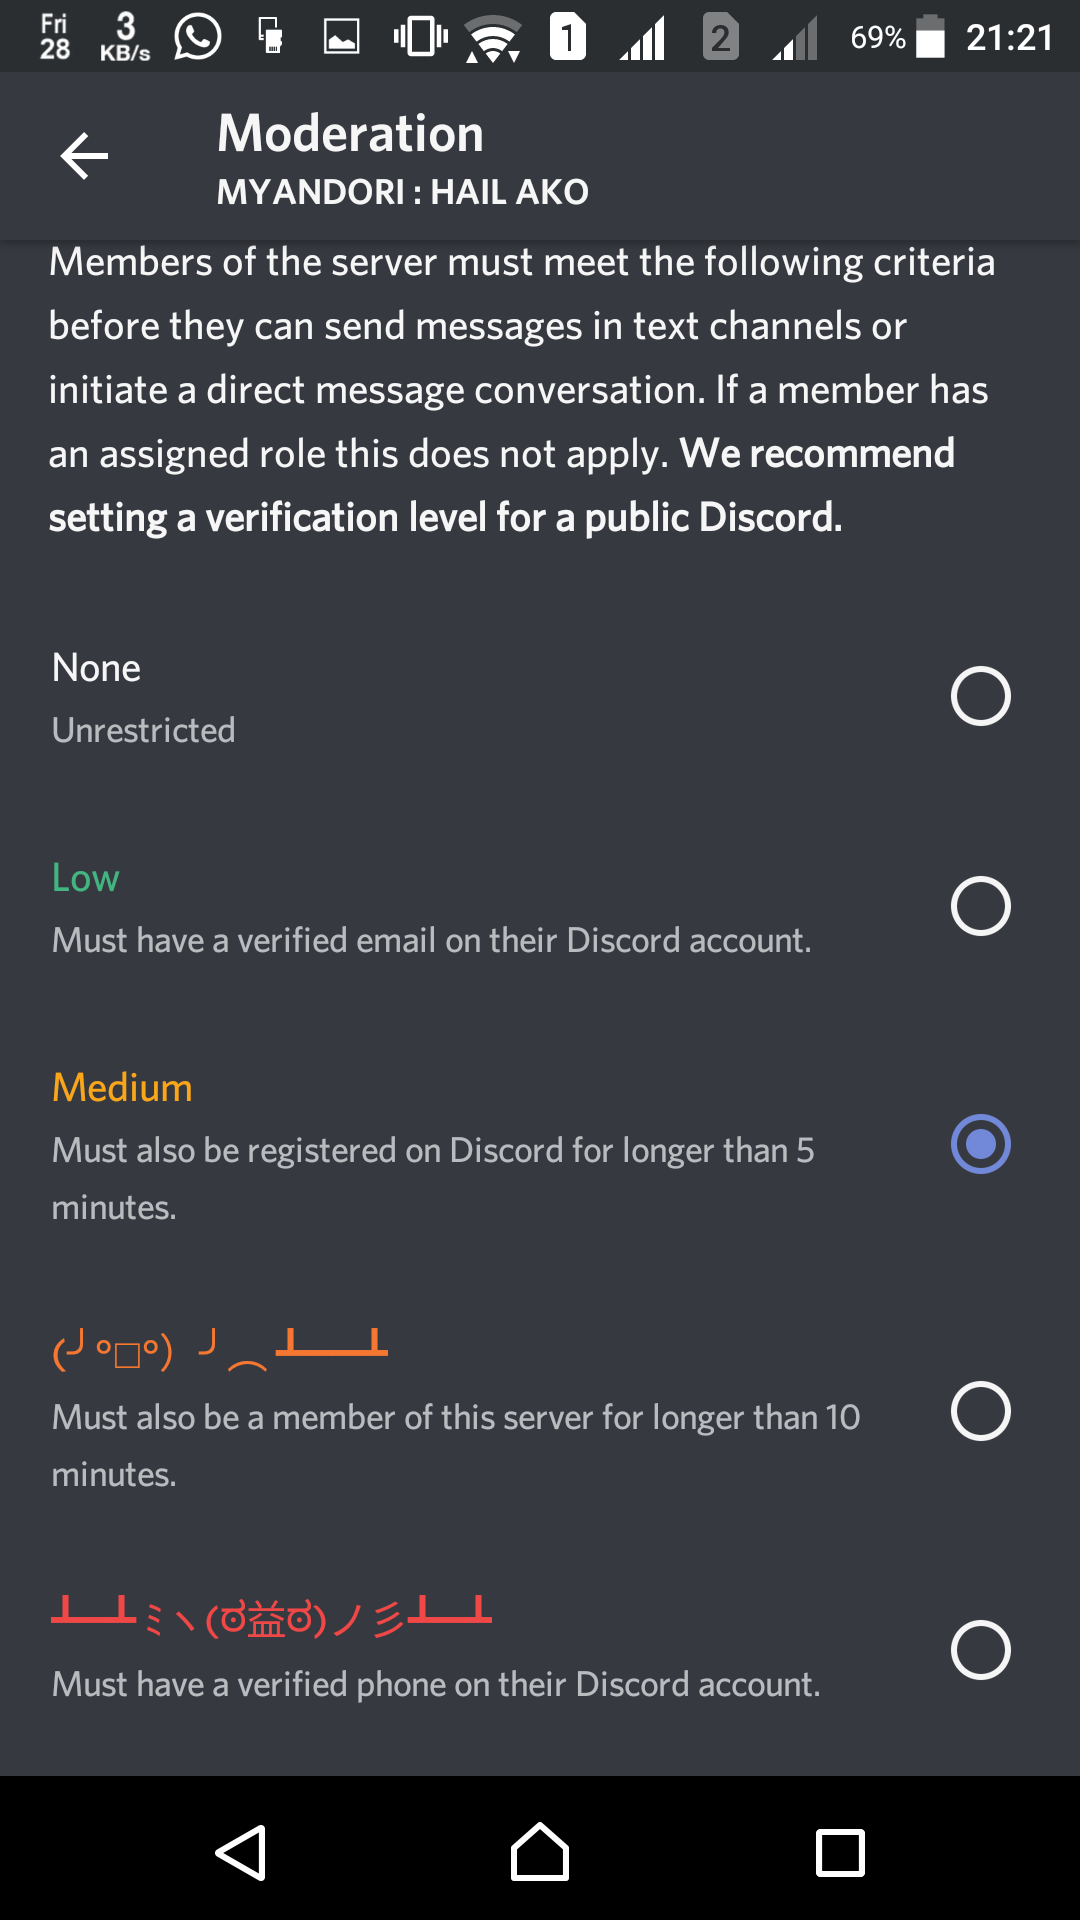 Fri
28
3
KB/s
1
2
69%
21:21
Moderation
MYANDORI : HAIL AKO
Members of the server must meet the following criteria
before they can send messages in text channels or
initiate a direct message conversation. If a member has
an assigned role this does not apply. We recommend
setting a verification level for a public Discord.
None
Unrestricted
Low
Must have a verified email on their Discord account.
Medium
Must also be registered on Discord for longer than 5
minutes.
(╯°□°）╯︵ ┻━┻
Must also be a member of this server for longer than 10
minutes.
┻━┻ミヽ(ಠ益ಠ)ノ彡┻━┻
Must have a verified phone on their Discord account.